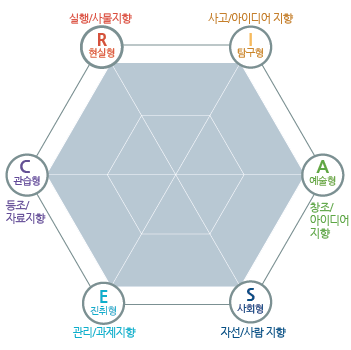 실행/사물지향
사고/아이디어 지향
R
현실형
I
탐구형
C
관습형
A
예술형
동조/
자료지향
창조/
아이디어
지향
E
진취형
S
사회형
관리/과제지향
자선/사람 지향